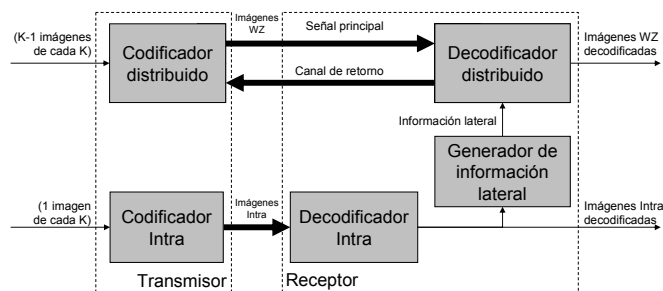 (K-1 imágenes
de cada K)
Codificador
distribuido
Imágenes
WZ
Señal principal
Canal de retorno
Decodificador
distribuido
Imágenes WZ
decodificadas
Información lateral
Generador de
información
lateral
(1 imagen
de cada K)
Codificador
Intra
Imágenes
Intra
Decodificador
Intra
Imágenes Intra
decodificadas
Transmisor
Receptor